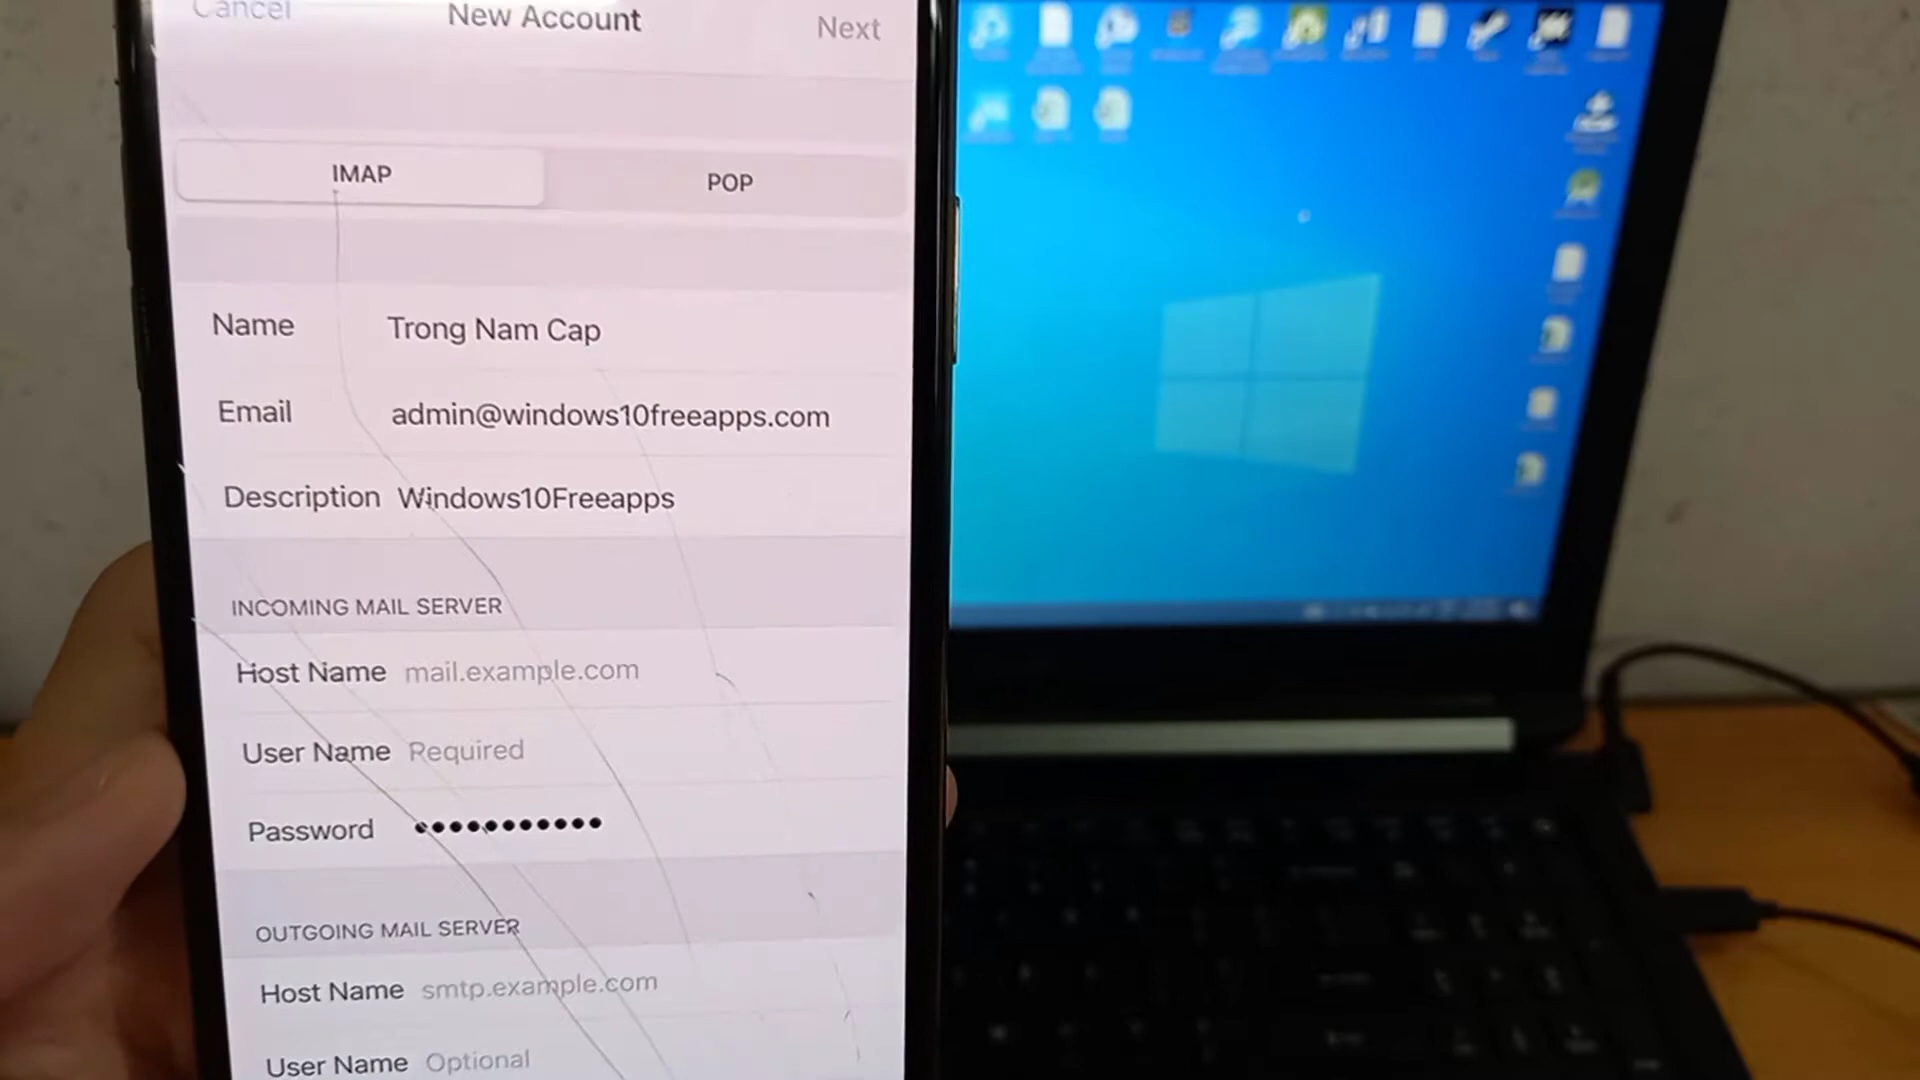 Cancel New Account Next
IMAP POP
Name Trong Nam Cap
Email admin@windows10freeapps.com
Description Windows10Freeapps
INCOMING MAIL SERVER
Host Name mail.example.com
User Name Required
Password ●●●●●●●●●●●
OUTGOING MAIL SERVER
Host Name smtp.example.com
User Name Optional